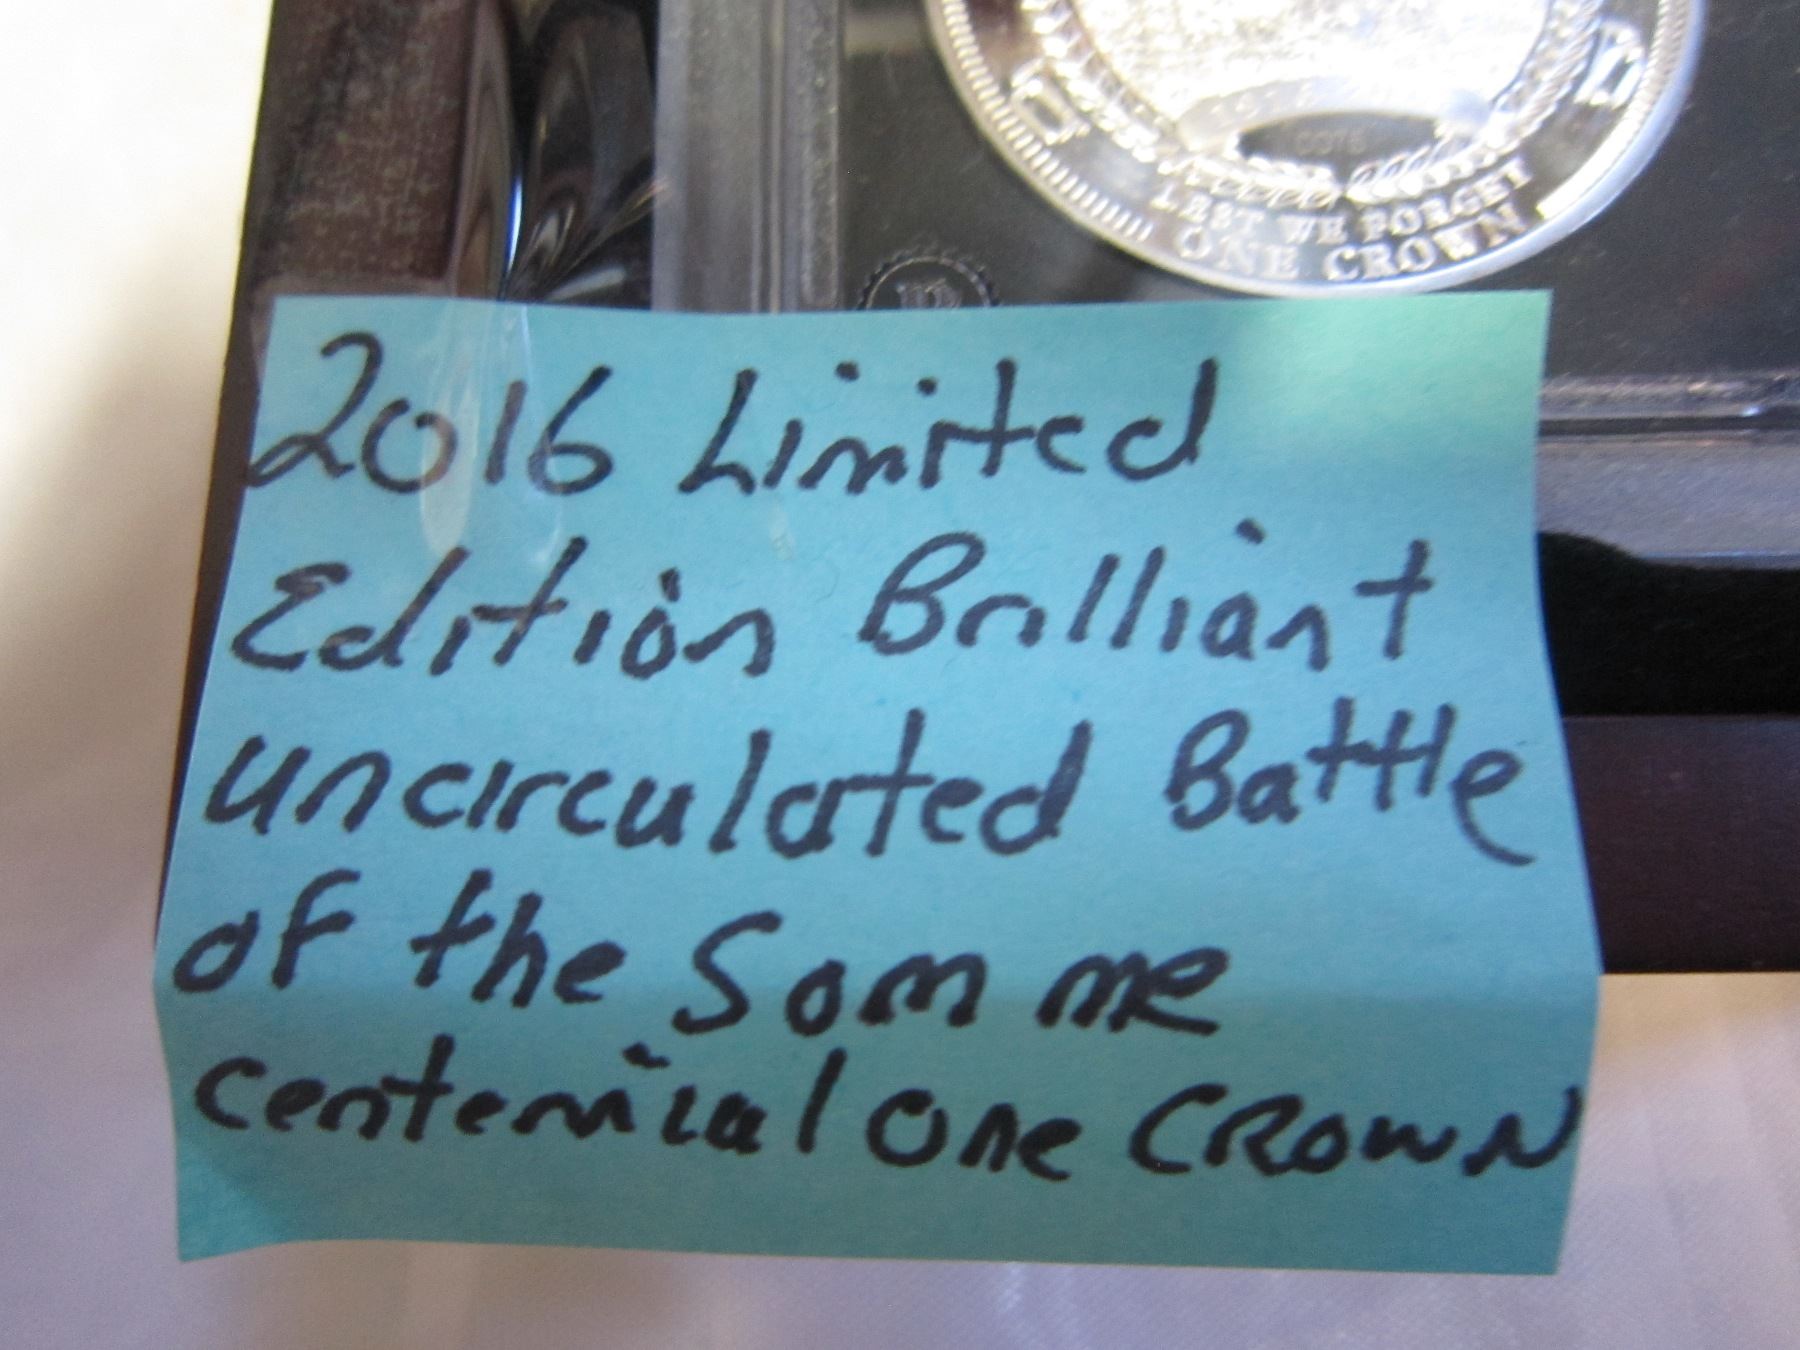 LEST WE FORGET
ONE CROWN
2016 Limited
Edition Brilliant
uncirculated Battle
of the Somme
centennial One CROWN